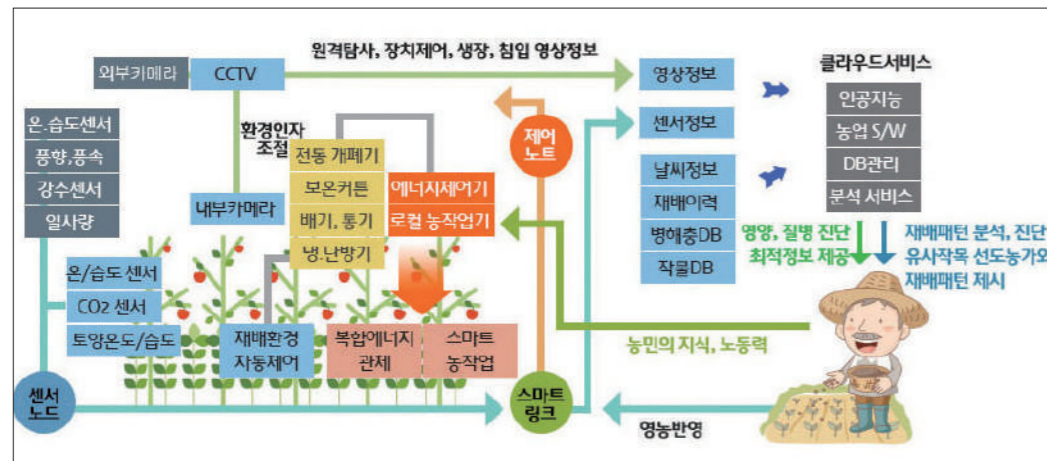 원격탐사, 장치제어, 생장, 침입 영상정보
외부카메라
CCTV
영상정보
클라우드서비스
인공지능
농업 S/W
DB관리
분석 서비스
온.습도센서
풍향,풍속
강수센서
일사량
환경인자
조절
전동 개폐기
보온커튼
배기, 통기
냉.난방기
제어
노트
센서정보
에너지제어기
로컬 농작업기
내부카메라
날씨정보
재배이력
병해충DB
작물DB
영양, 질병 진단
최적정보 제공
재배패턴 분석, 진단
유사작목 선도농가와
재배패턴 제시
온/습도 센서
CO2 센서
토양온도/습도
재배환경
자동제어
복합에너지
관제
스마트
농작업
농민의 지식, 노동력
센서
노드
스마트
링크
영농반영